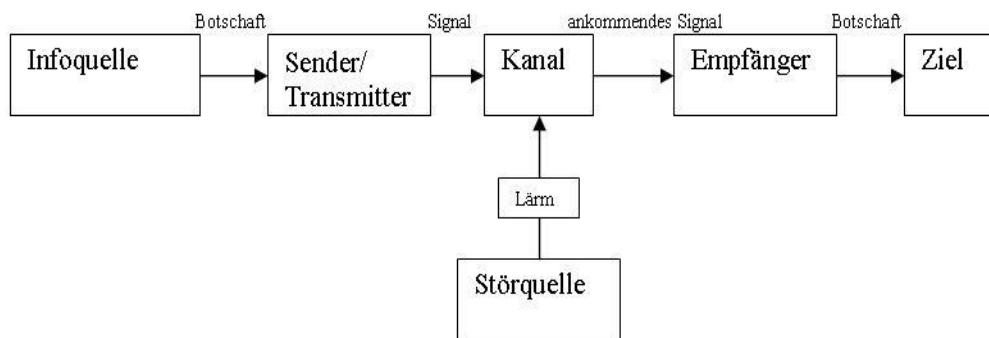 Botschaft
Signal
ankommendes Signal
Botschaft
Infoquelle
Sender/
Transmitter
Kanal
Empfänger
Ziel
Lärm
Störquelle